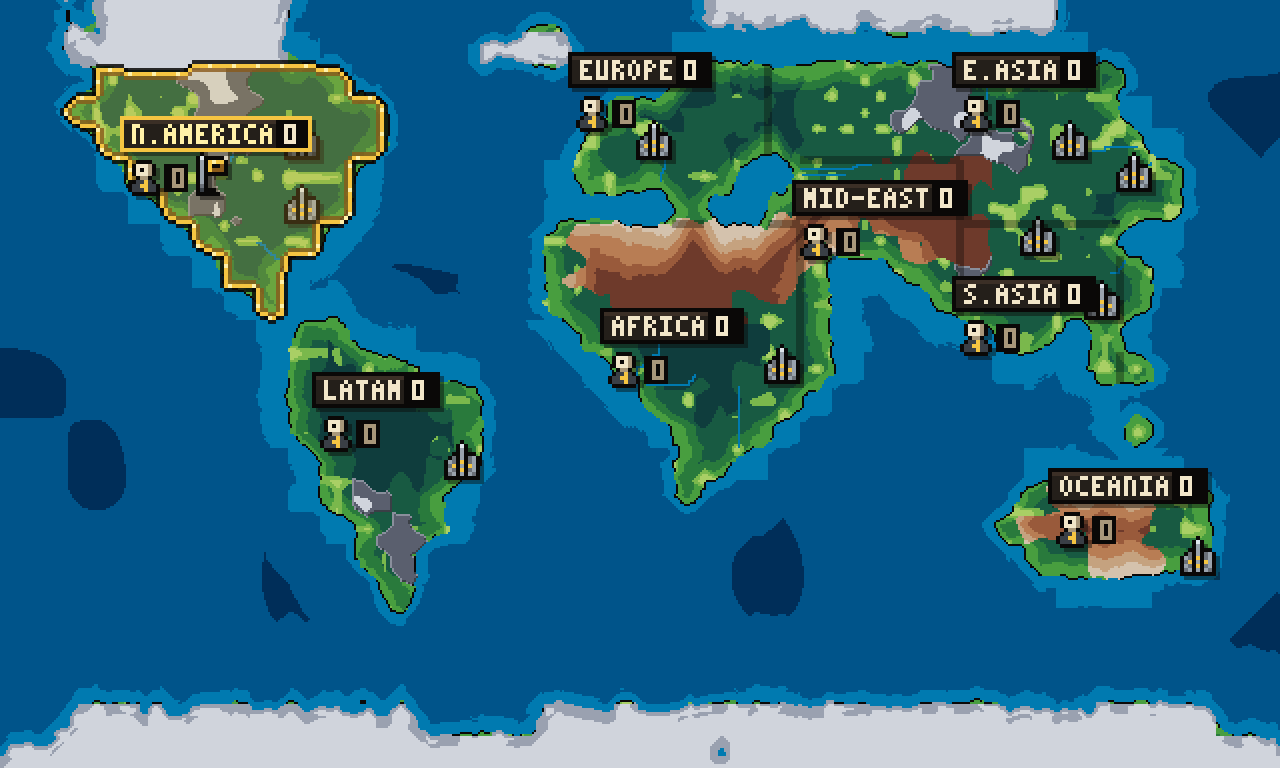 EUROPE 0
E.ASIA 0
0
0
N.AMERICA 0
0
MID-EAST 0
0
S.ASIA 0
0
AFRICA 0
0
LATAM 0
0
OCEANIA 0
0